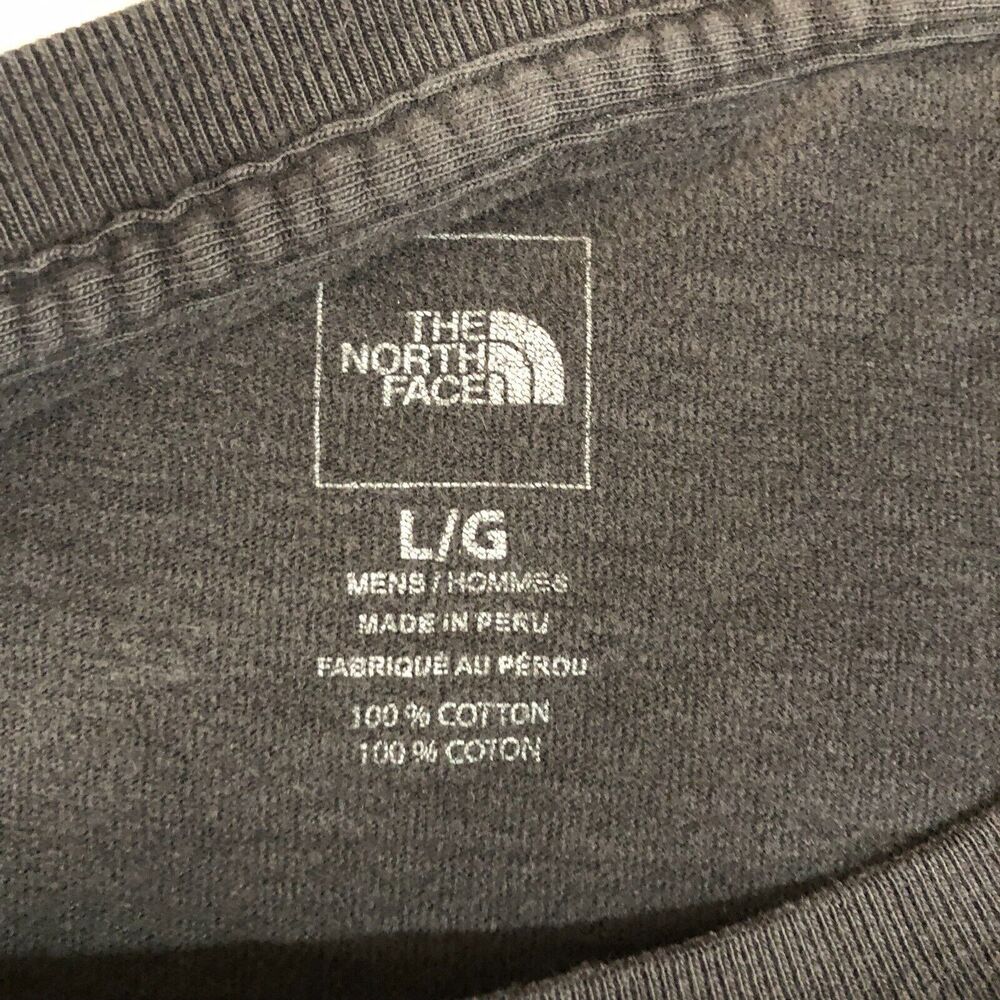 THE
NORTH
FACE
L/G
MENS / HOMMES
MADE IN PERU
FABRIQUÉ AU PÉROU
100 % COTTON
100 % COTON